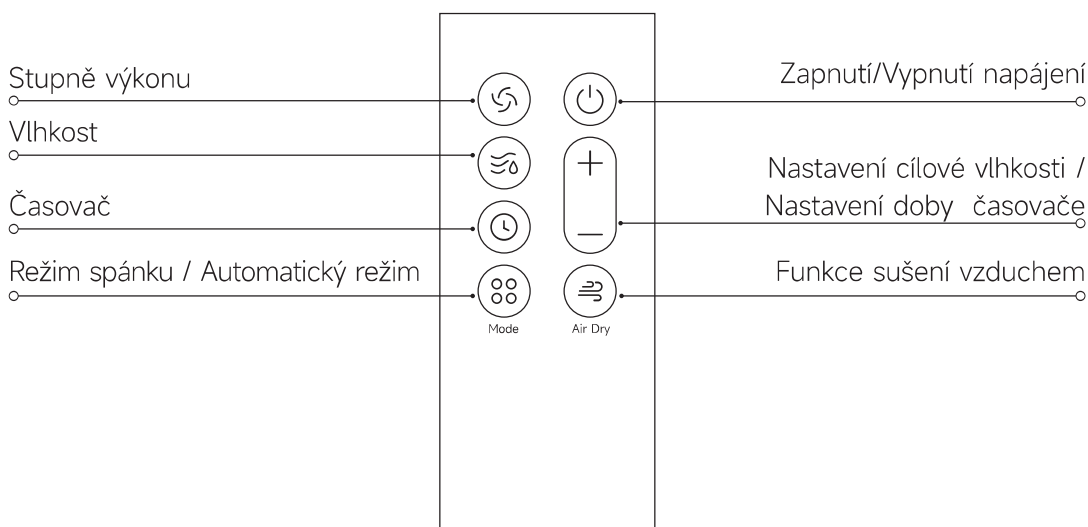 Stupně výkonu
Vlhkost
Časovač
Režim spánku / Automatický režim
Mode
Air Dry
Zapnutí/Vypnutí napájení
Nastavení cílové vlhkosti /
Nastavení doby časovače
Funkce sušení vzduchem